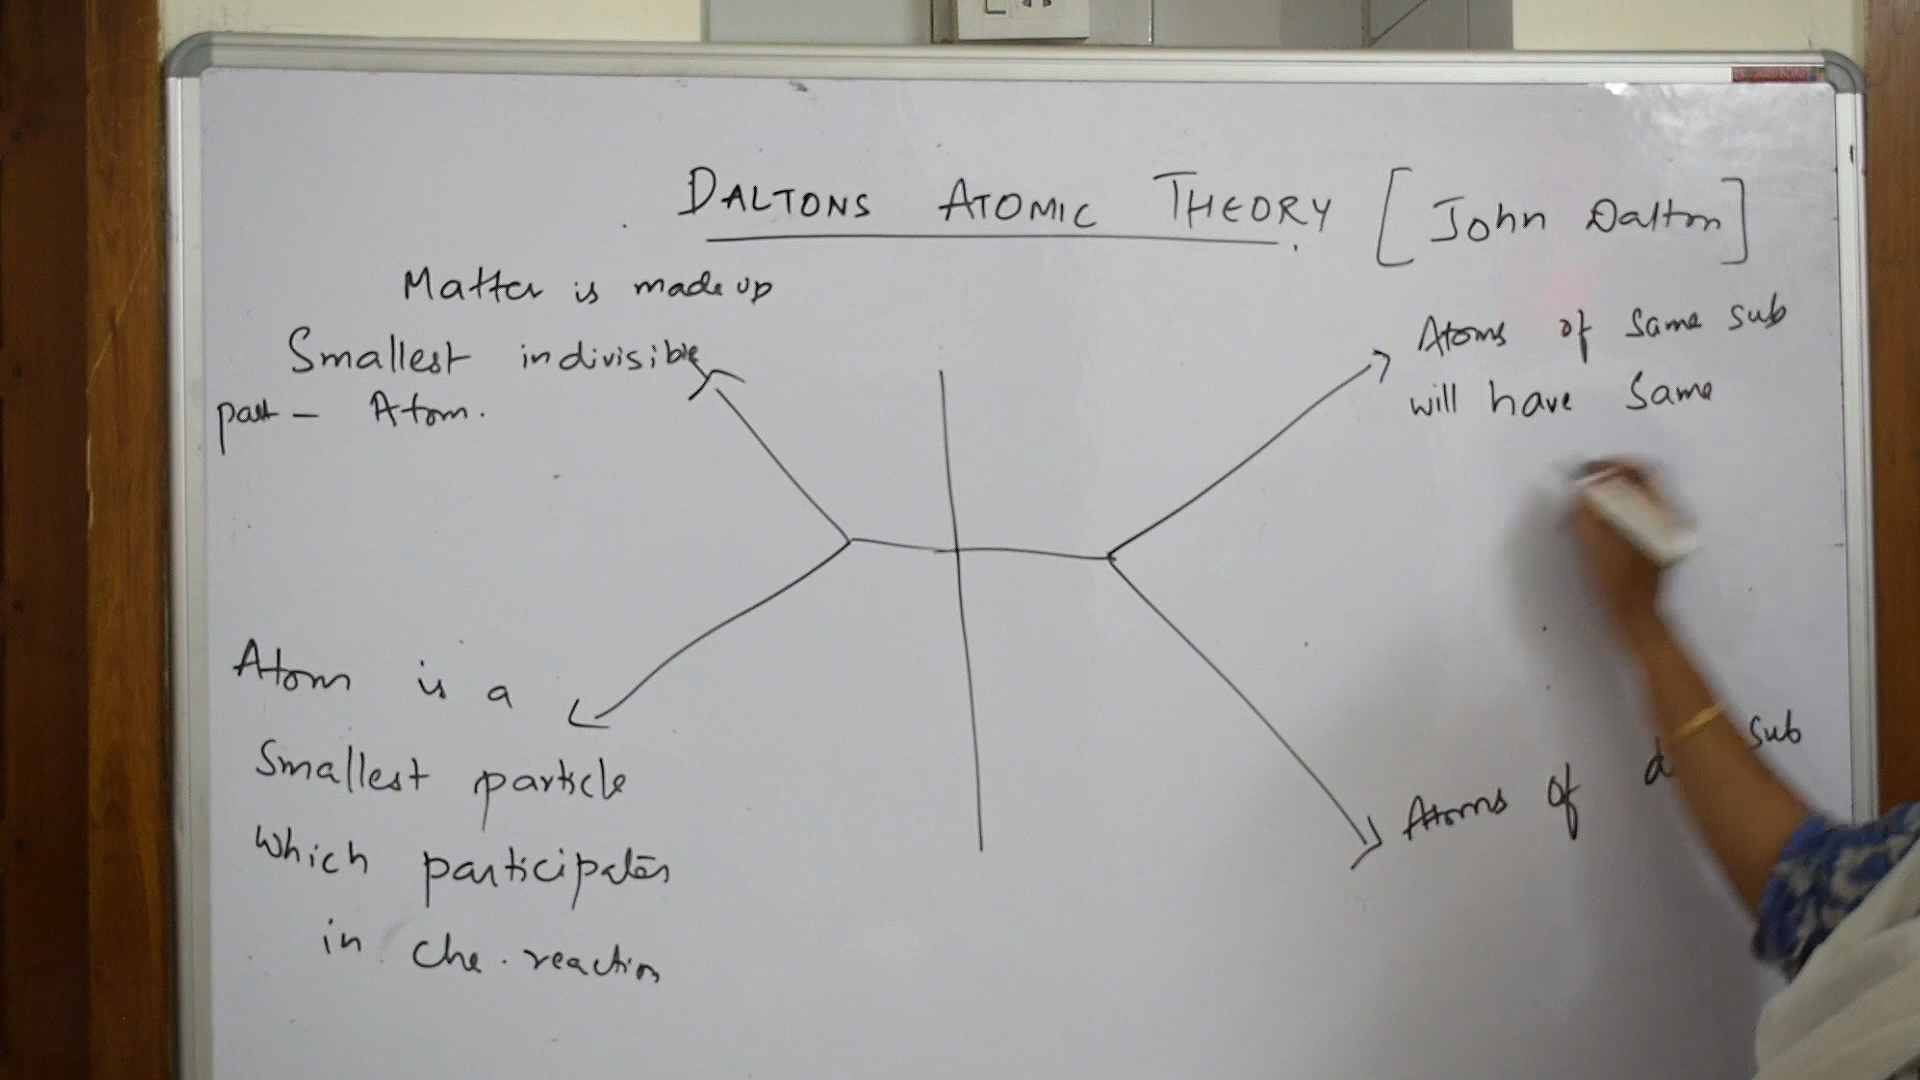 DALTONS ATOMIC THEORY [John Dalton]
Matter is made up
Smallest indivisible
part - Atom.
Atoms of same sub
will have same
Atom is a
Smallest particle
which participates
in che. reaction
Atoms of sub